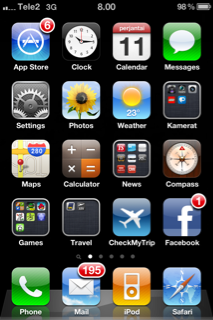 Tele2 3G 8.00 98 %
6
perjantai
11
App Store Clock Calendar Messages
23°
Settings Photos Weather Kamerat
280
Maps Calculator News Compass
1
Games Travel CheckMyTrip Facebook
195
Phone Mail iPod Safari